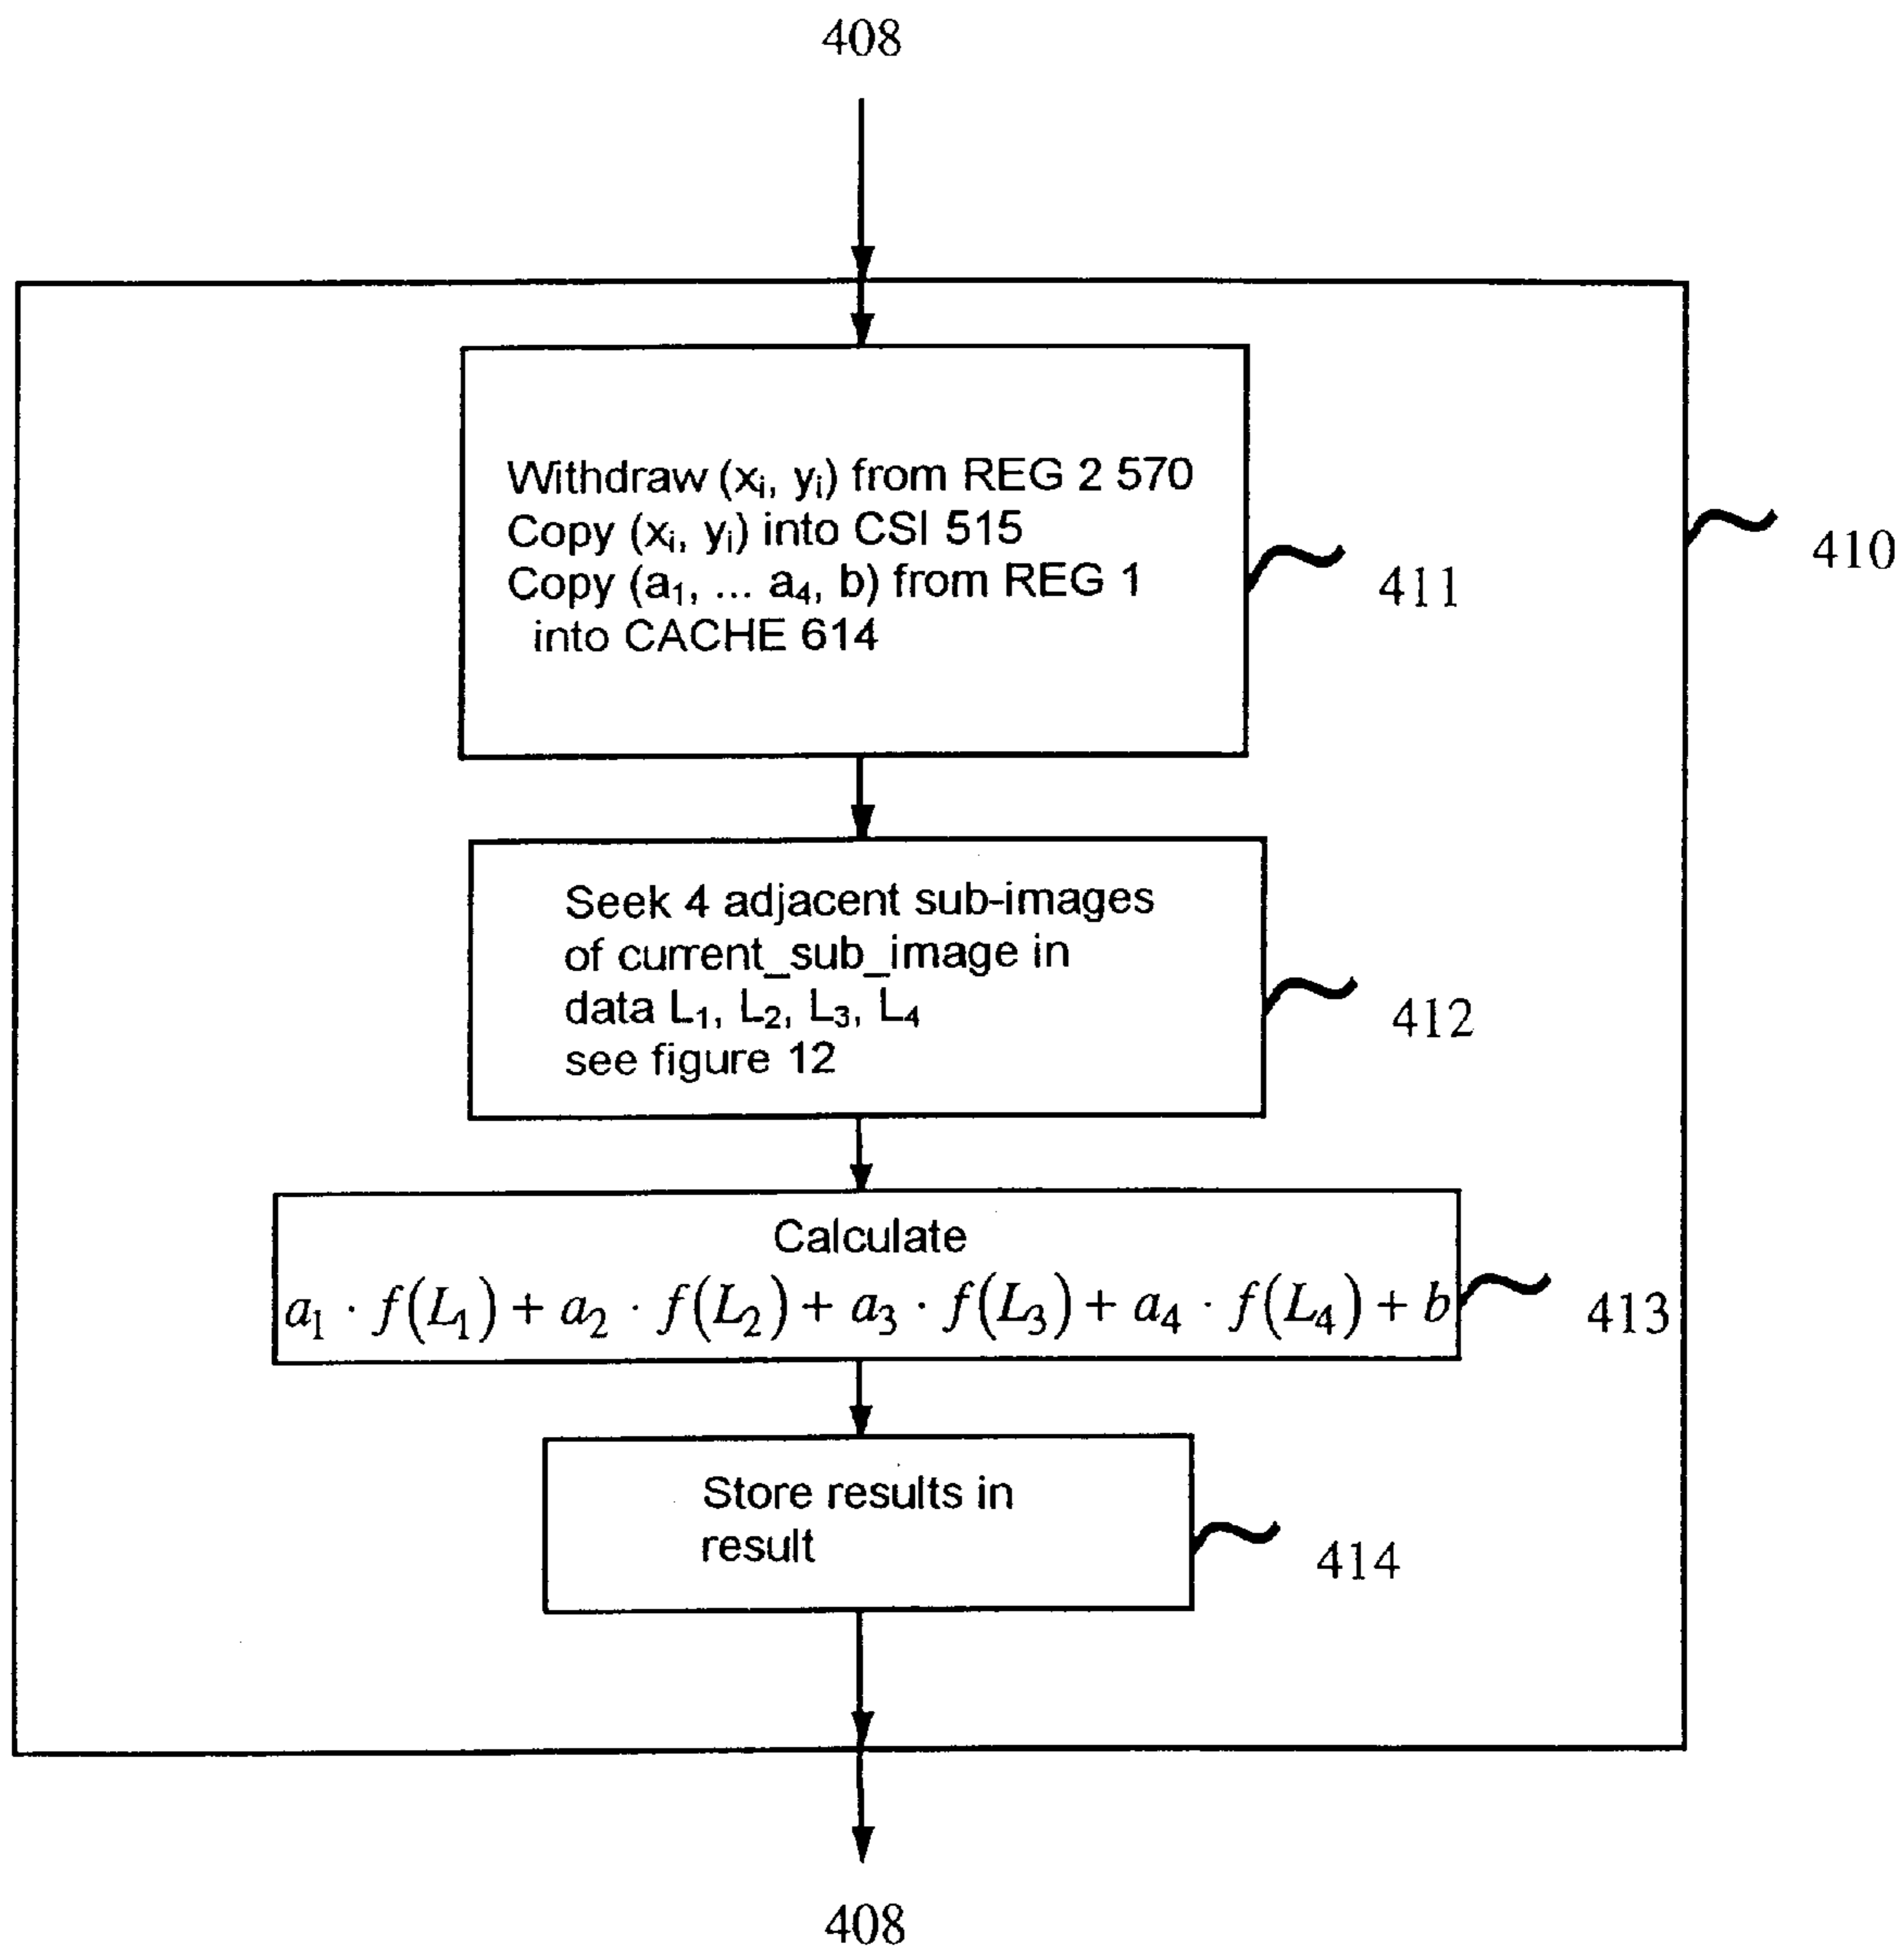 408
Withdraw (xᵢ, yᵢ) from REG 2 570
Copy (xᵢ, yᵢ) into CSI 515
Copy (a₁, ... a₄, b) from REG 1
into CACHE 614
411
410
Seek 4 adjacent sub-images
of current_sub_image in
data L₁, L₂, L₃, L₄
see figure 12
412
Calculate
a₁ · f(L₁) + a₂ · f(L₂) + a₃ · f(L₃) + a₄ · f(L₄) + b
413
Store results in
result
414
408